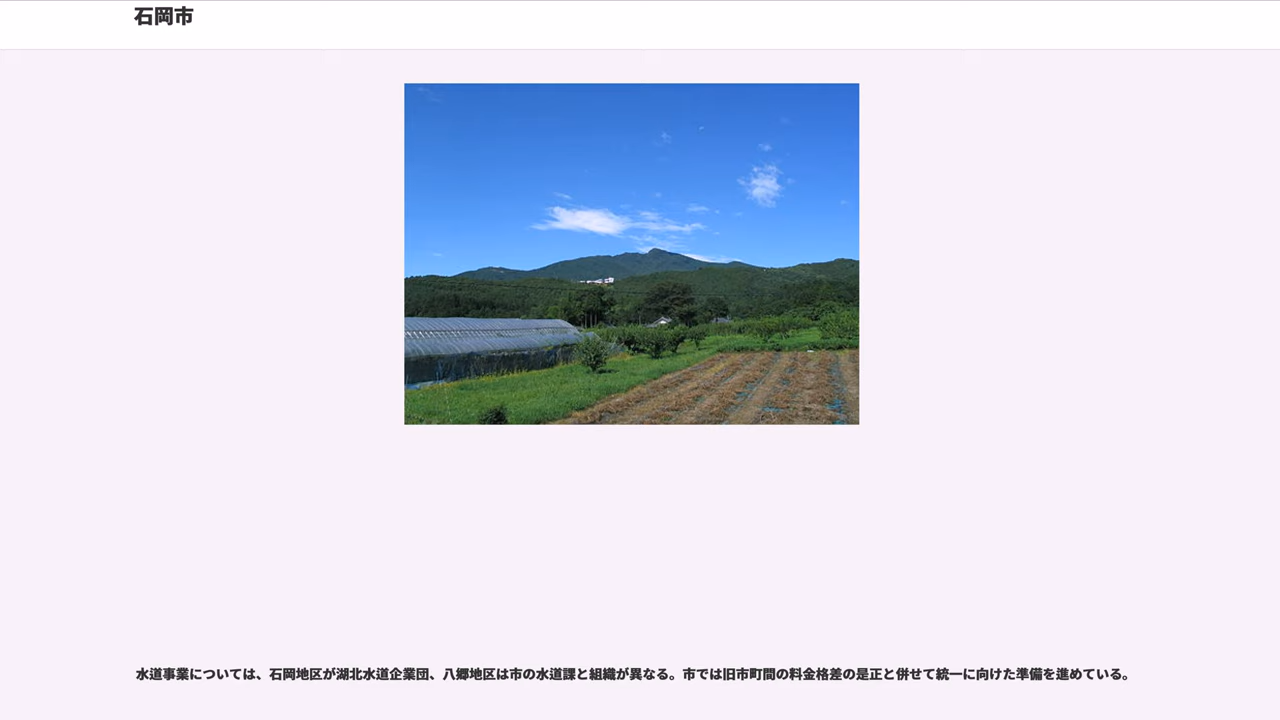 石岡市
水道事業については、石岡地区が湖北水道企業団、八郷地区は市の水道課と組織が異なる。市では旧市町間の料金格差の是正と併せて統一に向けた準備を進めている。